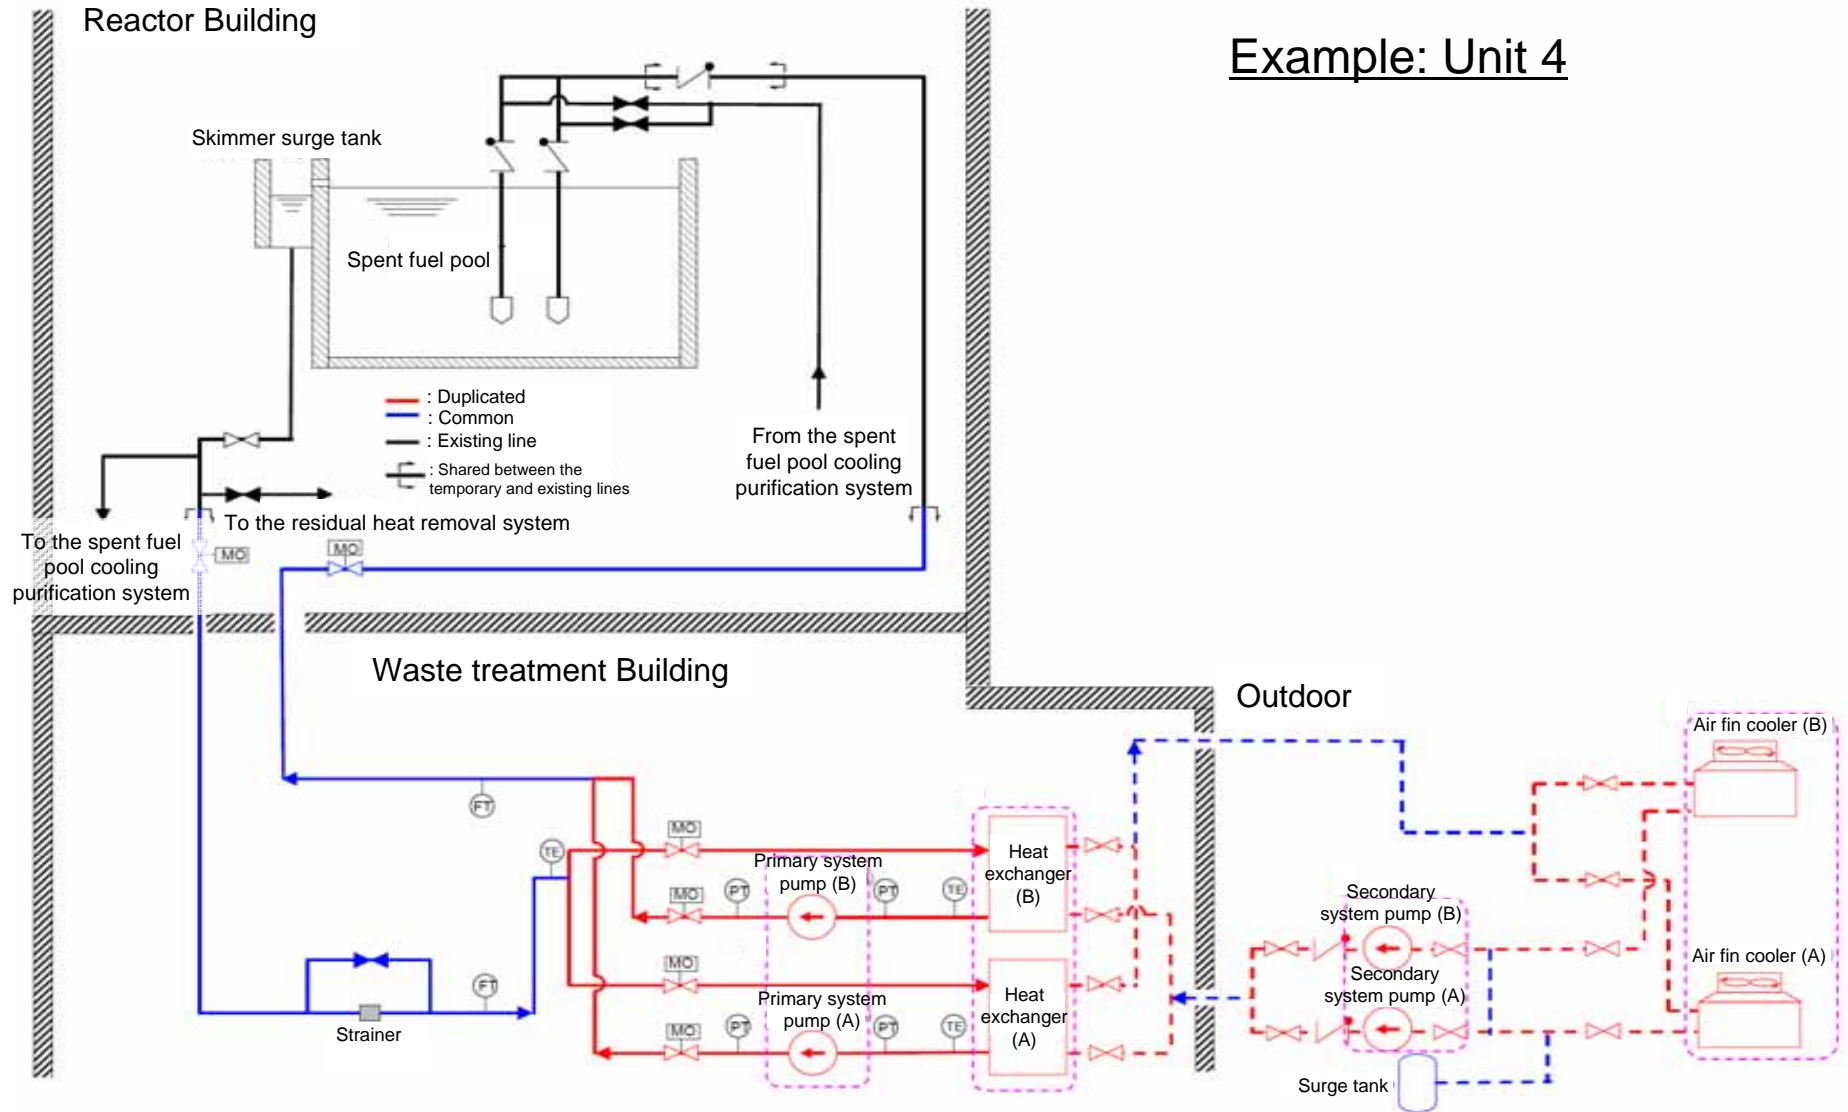 Reactor Building
Example: Unit 4
Skimmer surge tank
Spent fuel pool
: Duplicated
: Common
: Existing line
: Shared between the
temporary and existing lines
From the spent
fuel pool cooling
purification system
To the residual heat removal system
To the spent fuel
pool cooling
purification system
MO
MO
Waste treatment Building
Outdoor
Air fin cooler (B)
FT
MO
TE
Heat
exchanger
(B)
Primary system
pump (B)
MO
PT
PT
TE
Secondary
system pump (B)
Air fin cooler (A)
MO
FT
Secondary
system pump (A)
Heat
exchanger
(A)
Primary system
pump (A)
MO
PT
PT
TE
Strainer
Surge tank